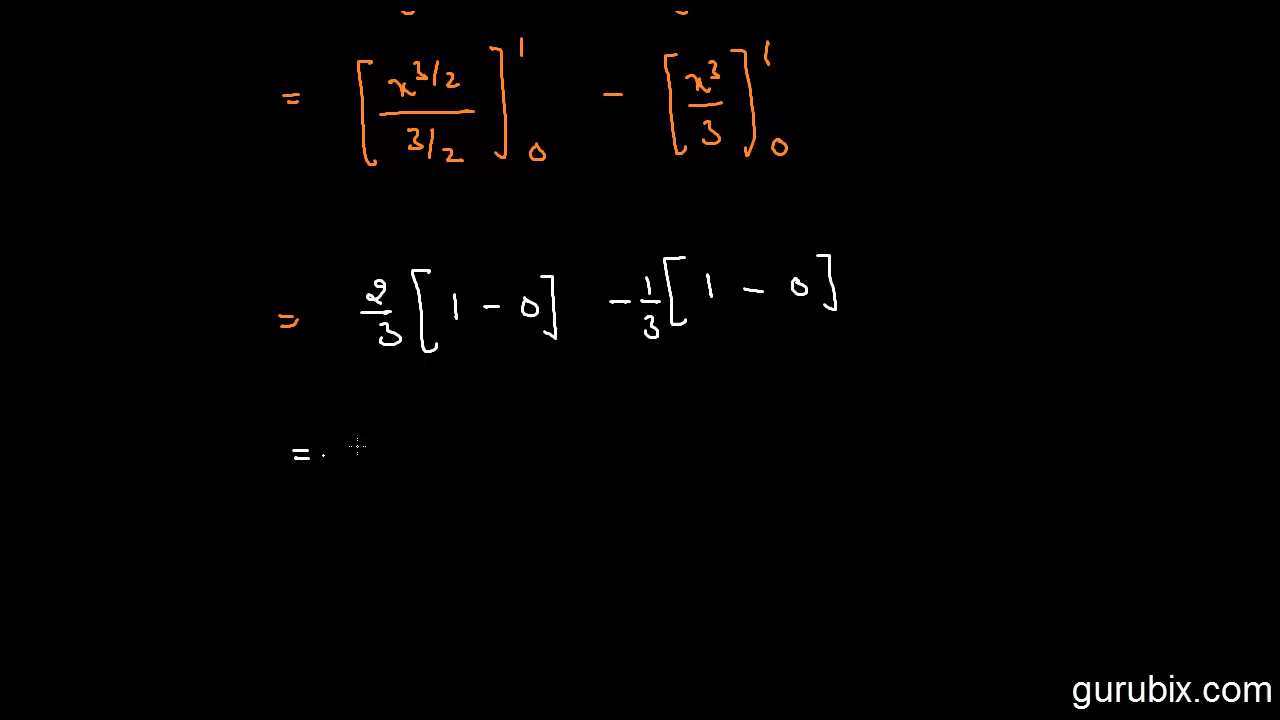 = [x^{3/2} / 3/2]_0^1 - [x^3 / 3]_0^1
= 2/3 [1 - 0] - 1/3 [1 - 0]
= .
gurubix.com